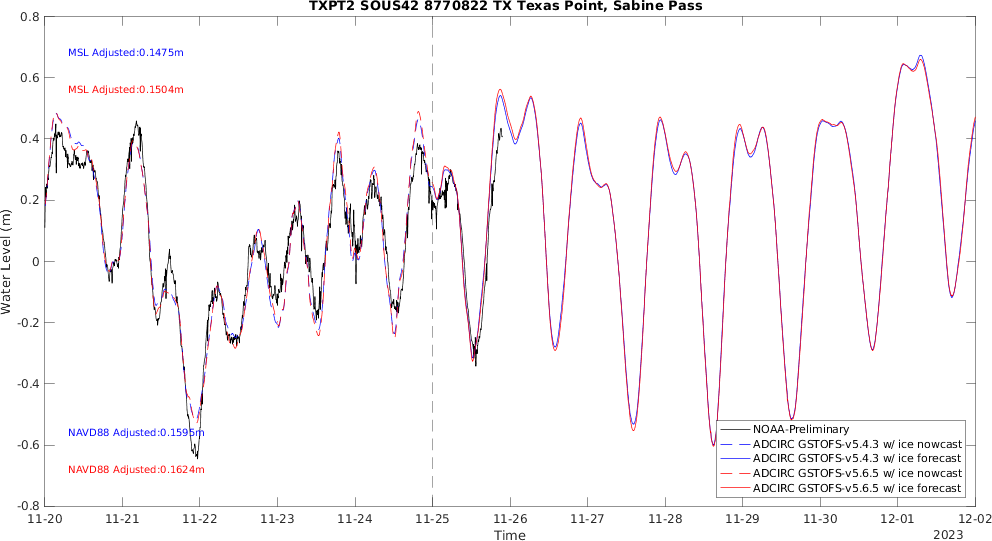 TXPT2 SOUS42 8770822 TX Texas Point, Sabine Pass
0.8
0.6
0.4
0.2
0
-0.2
-0.4
-0.6
-0.8
Water Level (m)
MSL Adjusted:0.1475m
MSL Adjusted:0.1504m
NAVD88 Adjusted:0.1595m
NAVD88 Adjusted:0.1624m
NOAA-Preliminary
ADCIRC GSTOFS-v5.4.3 w/ ice nowcast
ADCIRC GSTOFS-v5.4.3 w/ ice forecast
ADCIRC GSTOFS-v5.6.5 w/ ice nowcast
ADCIRC GSTOFS-v5.6.5 w/ ice forecast
11-20 11-21 11-22 11-23 11-24 11-25 11-26 11-27 11-28 11-29 11-30 12-01 12-02
Time
2023